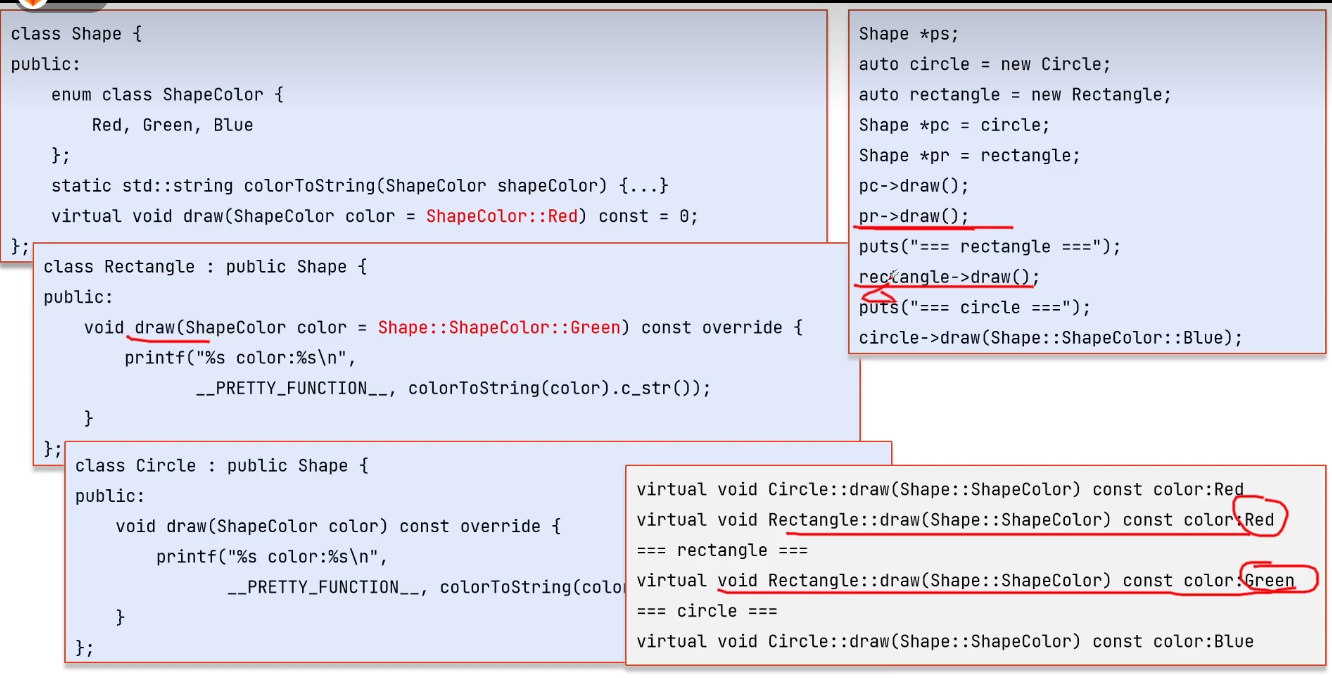 class Shape {
public:
    enum class ShapeColor {
        Red, Green, Blue
    };
    static std::string colorToString(ShapeColor shapeColor) {...}
    virtual void draw(ShapeColor color = ShapeColor::Red) const = 0;
};
class Rectangle : public Shape {
public:
    void draw(ShapeColor color = Shape::ShapeColor::Green) const override {
        printf("%s color:%s\n",
               __PRETTY_FUNCTION__, colorToString(color).c_str());
    }
};
class Circle : public Shape {
public:
    void draw(ShapeColor color) const override {
        printf("%s color:%s\n",
               __PRETTY_FUNCTION__, colorToString(colo
    }
};
Shape *ps;
auto circle = new Circle;
auto rectangle = new Rectangle;
Shape *pc = circle;
Shape *pr = rectangle;
pc->draw();
pr->draw();
puts("=== rectangle ===");
rectangle->draw();
puts("=== circle ===");
circle->draw(Shape::ShapeColor::Blue);
virtual void Circle::draw(Shape::ShapeColor) const color:Red
virtual void Rectangle::draw(Shape::ShapeColor) const color:Red
=== rectangle ===
virtual void Rectangle::draw(Shape::ShapeColor) const color:Green
=== circle ===
virtual void Circle::draw(Shape::ShapeColor) const color:Blue